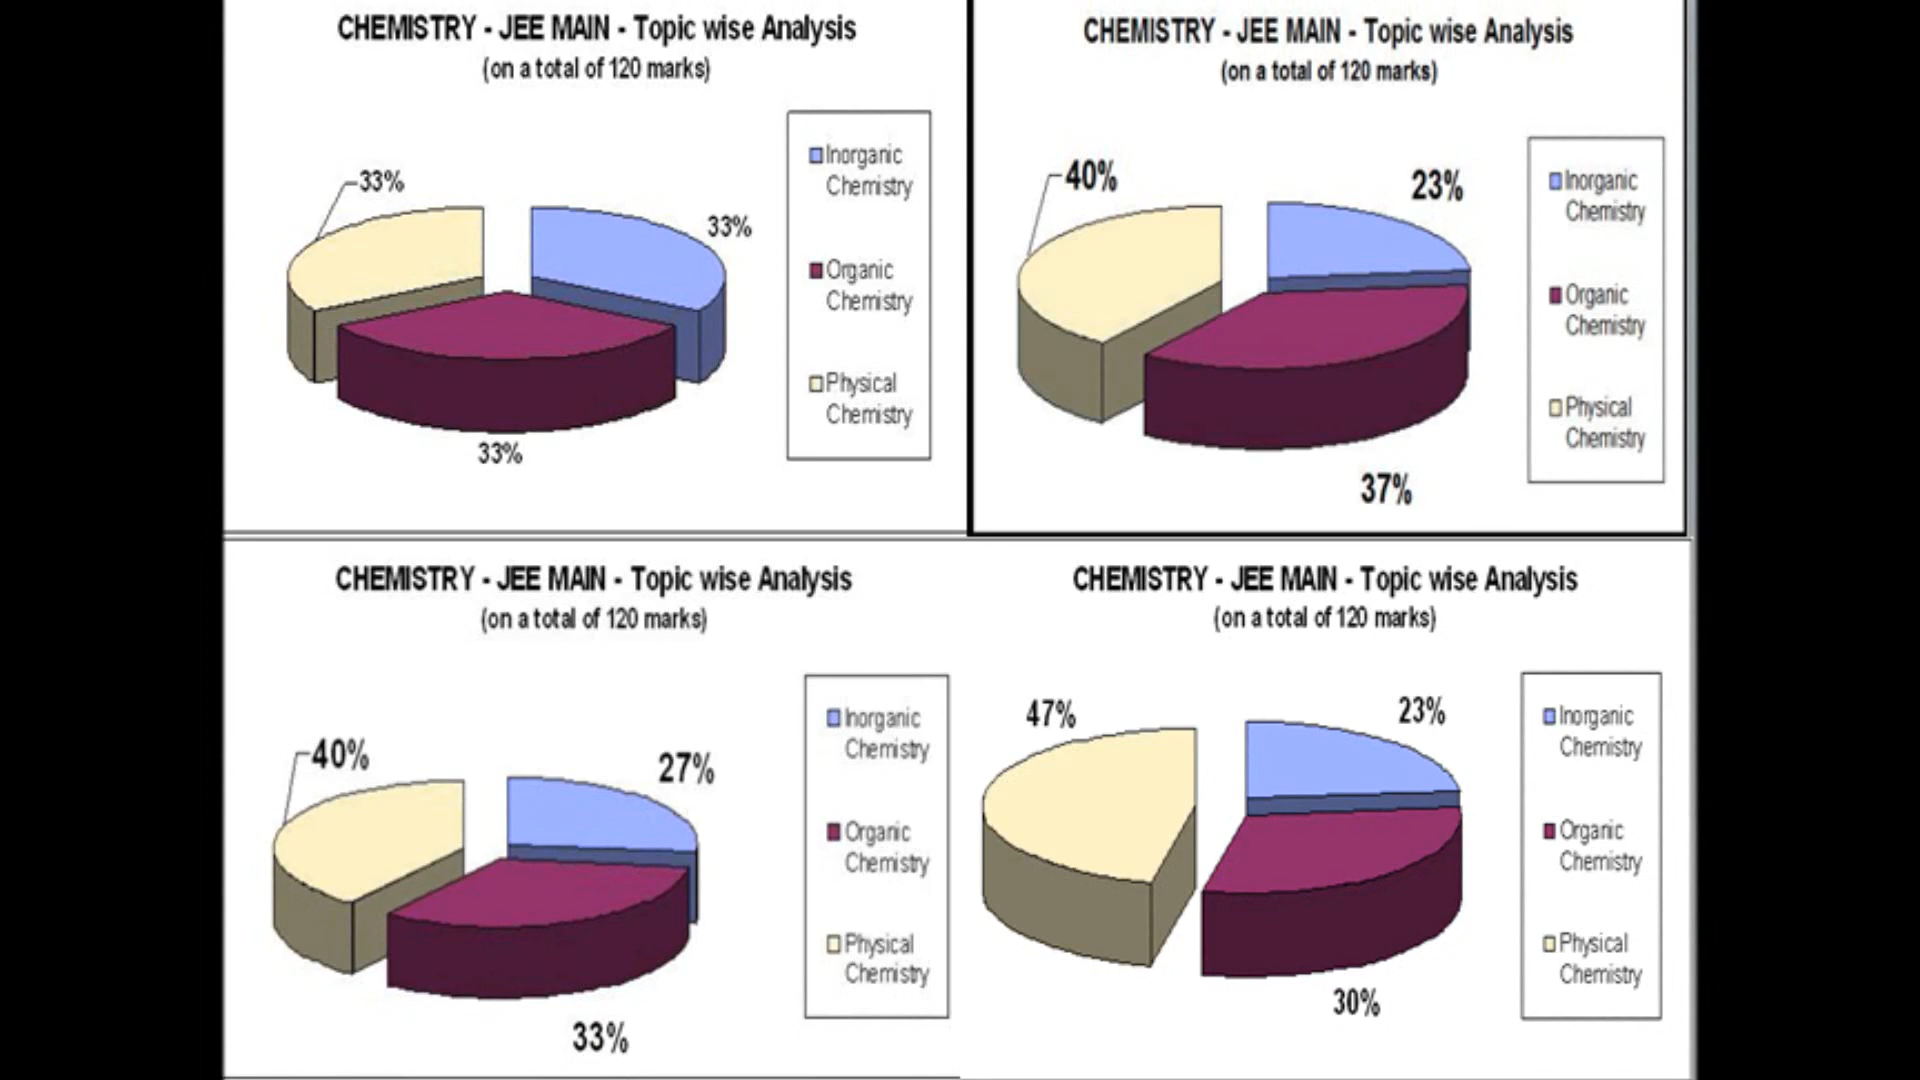 CHEMISTRY - JEE MAIN - Topic wise Analysis
(on a total of 120 marks)
33%
33%
33%
Inorganic
Chemistry
Organic
Chemistry
Physical
Chemistry
CHEMISTRY - JEE MAIN - Topic wise Analysis
(on a total of 120 marks)
40%
23%
37%
Inorganic
Chemistry
Organic
Chemistry
Physical
Chemistry
CHEMISTRY - JEE MAIN - Topic wise Analysis
(on a total of 120 marks)
40%
27%
33%
Inorganic
Chemistry
Organic
Chemistry
Physical
Chemistry
CHEMISTRY - JEE MAIN - Topic wise Analysis
(on a total of 120 marks)
47%
23%
30%
Inorganic
Chemistry
Organic
Chemistry
Physical
Chemistry